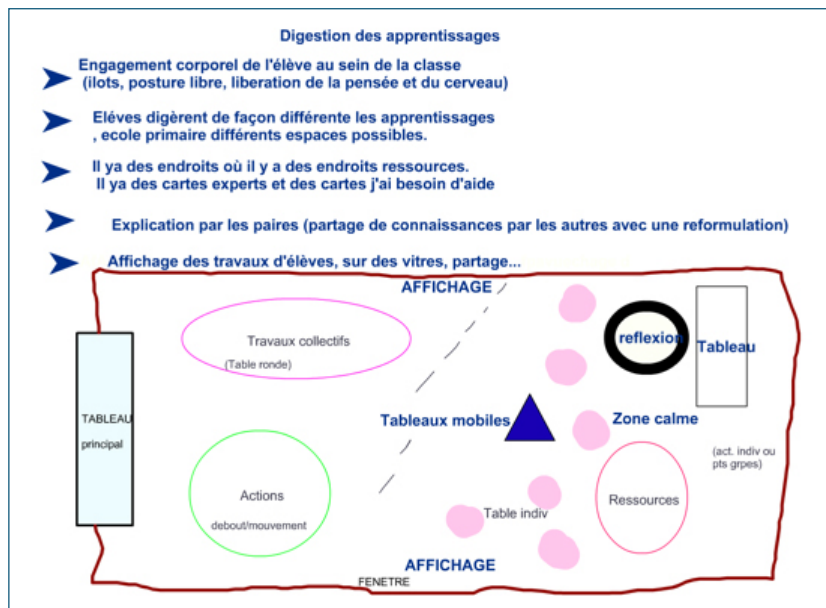 Digestion des apprentissages
Engagement corporel de l'élève au sein de la classe
(ilots, posture libre, liberation de la pensée et du cerveau)
Eléves digèrent de façon différente les apprentissages
, ecole primaire différents espaces possibles.
Il ya des endroits où il y a des endroits ressources.
Il ya des cartes experts et des cartes j'ai besoin d'aide
Explication par les paires (partage de connaissances par les autres avec une reformulation)
Affichage des travaux d'élèves, sur des vitres, partage...
AFFICHAGE
Travaux collectifs
(Table ronde)
reflexion
Tableau
TABLEAU
principal
Tableaux mobiles
Zone calme
(act. indiv ou
pts grpes)
Actions
debout/mouvement
Table indiv
Ressources
AFFICHAGE
FENETRE